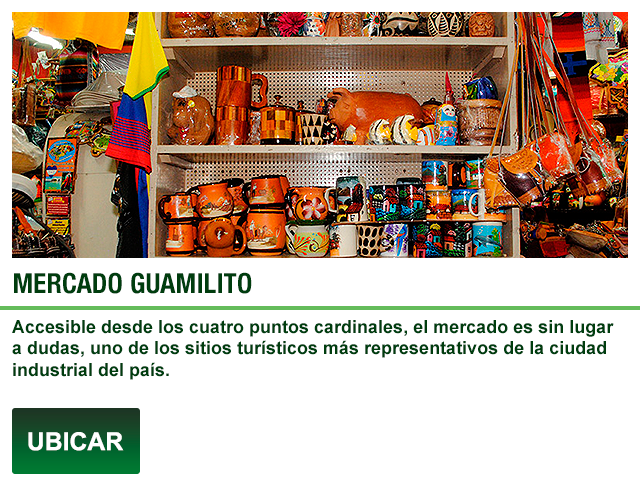 MERCADO GUAMILITO
Accesible desde los cuatro puntos cardinales, el mercado es sin lugar
a dudas, uno de los sitios turísticos más representativos de la ciudad
industrial del país.
UBICAR